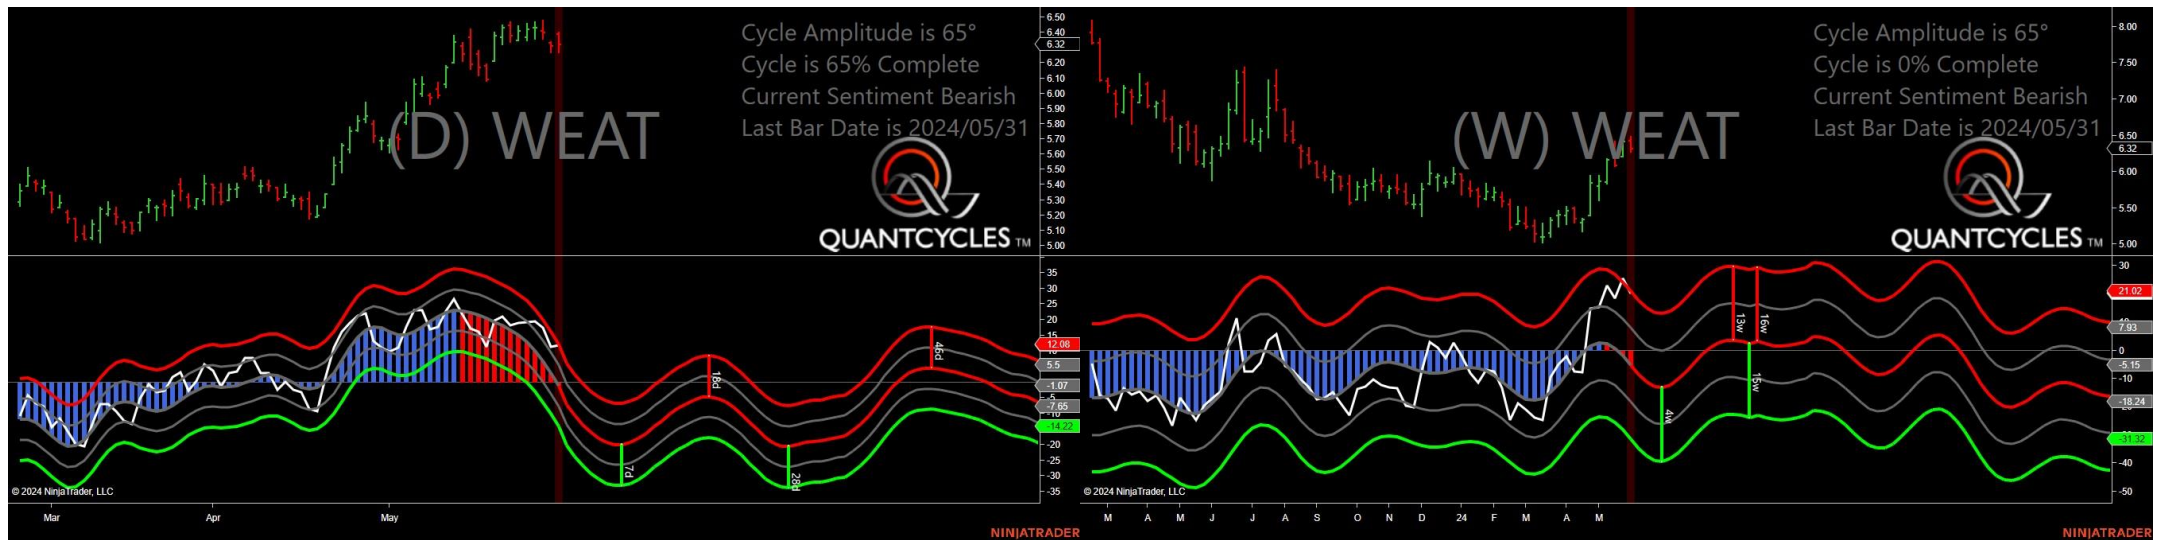 Cycle Amplitude is 65°
Cycle is 65% Complete
Current Sentiment Bearish
Last Bar Date is 2024/05/31
(D) WEAT
QUANTCYCLES TM
6.50
6.40
6.32
6.20
6.10
6.00
5.90
5.80
5.70
5.60
5.50
5.40
5.30
5.20
5.10
5.00
35
30
25
20
15
12.08
5.5
-1.07
-7.65
-14.22
-20
-25
-30
-35
7d
18d
28d
46d
© 2024 NinjaTrader, LLC
Mar
Apr
May
NINJATRADER
Cycle Amplitude is 65°
Cycle is 0% Complete
Current Sentiment Bearish
Last Bar Date is 2024/05/31
(W) WEAT
QUANTCYCLES TM
8.00
7.50
7.00
6.50
6.32
6.00
5.50
5.00
30
21.02
7.93
0
-5.15
-10
-18.24
-31.32
-40
-50
4w
13w
15w
16w
© 2024 NinjaTrader, LLC
M A M J J A S O N D 24 F M A M
NINJATRADER